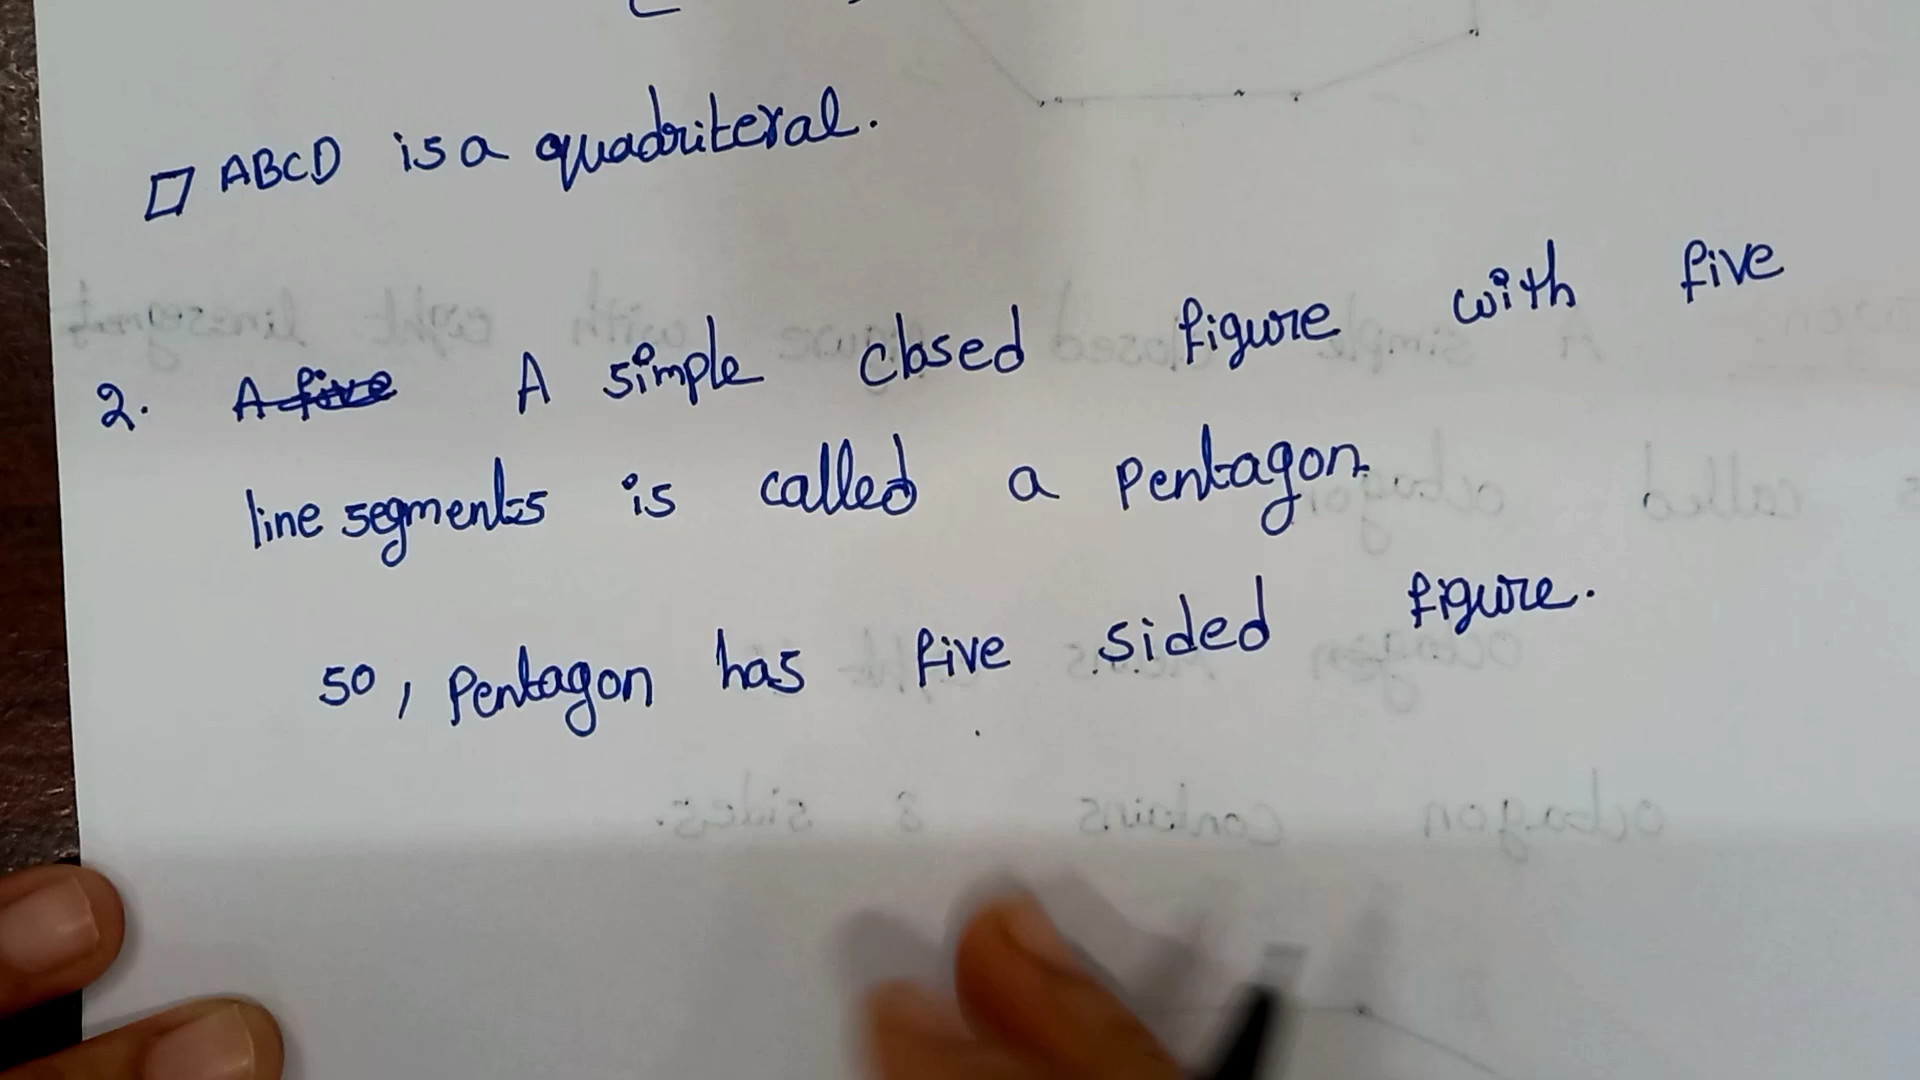 □ ABCD is a quadriteral.
2. A five A simple closed figure with five
line segments is called a Pentagon.
So, Pentagon has five sided figure.